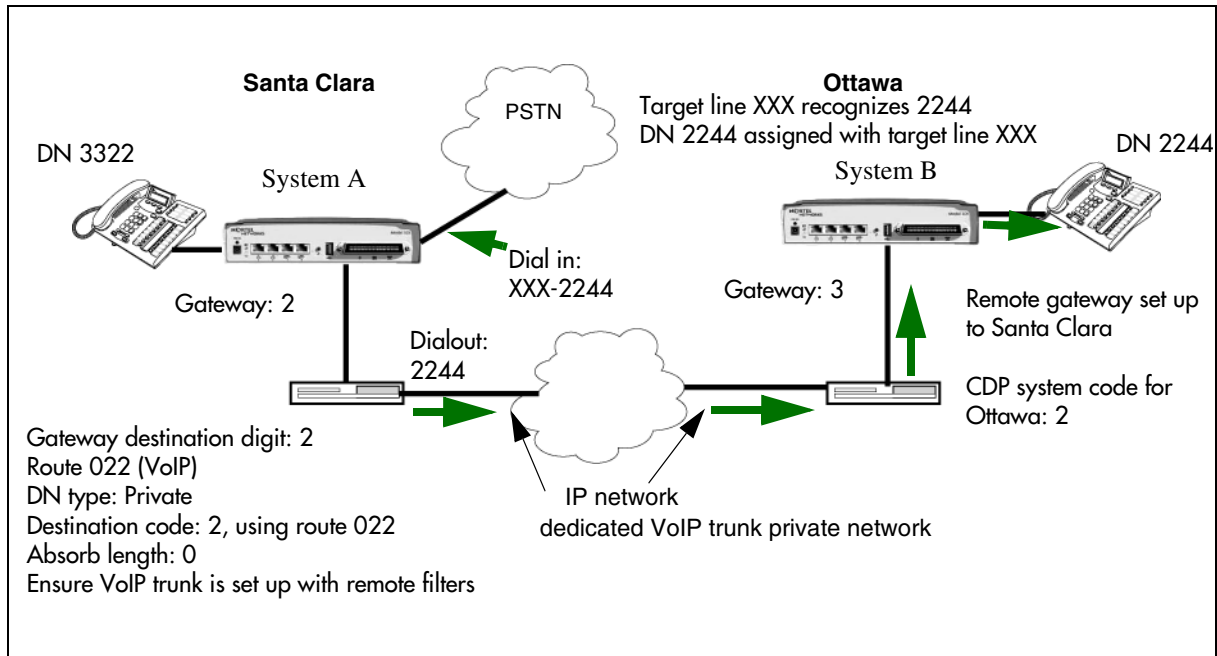 Santa Clara
Ottawa
PSTN
Target line XXX recognizes 2244
DN 2244 assigned with target line XXX
DN 3322
DN 2244
System A
System B
NORTEL
NETWORKS
NORTEL
NETWORKS
Dial in:
XXX-2244
Gateway: 2
Gateway: 3
Remote gateway set up
to Santa Clara
Dialout:
2244
CDP system code for
Ottawa: 2
Gateway destination digit: 2
Route 022 (VoIP)
DN type: Private
Destination code: 2, using route 022
Absorb length: 0
Ensure VoIP trunk is set up with remote filters
IP network
dedicated VoIP trunk private network